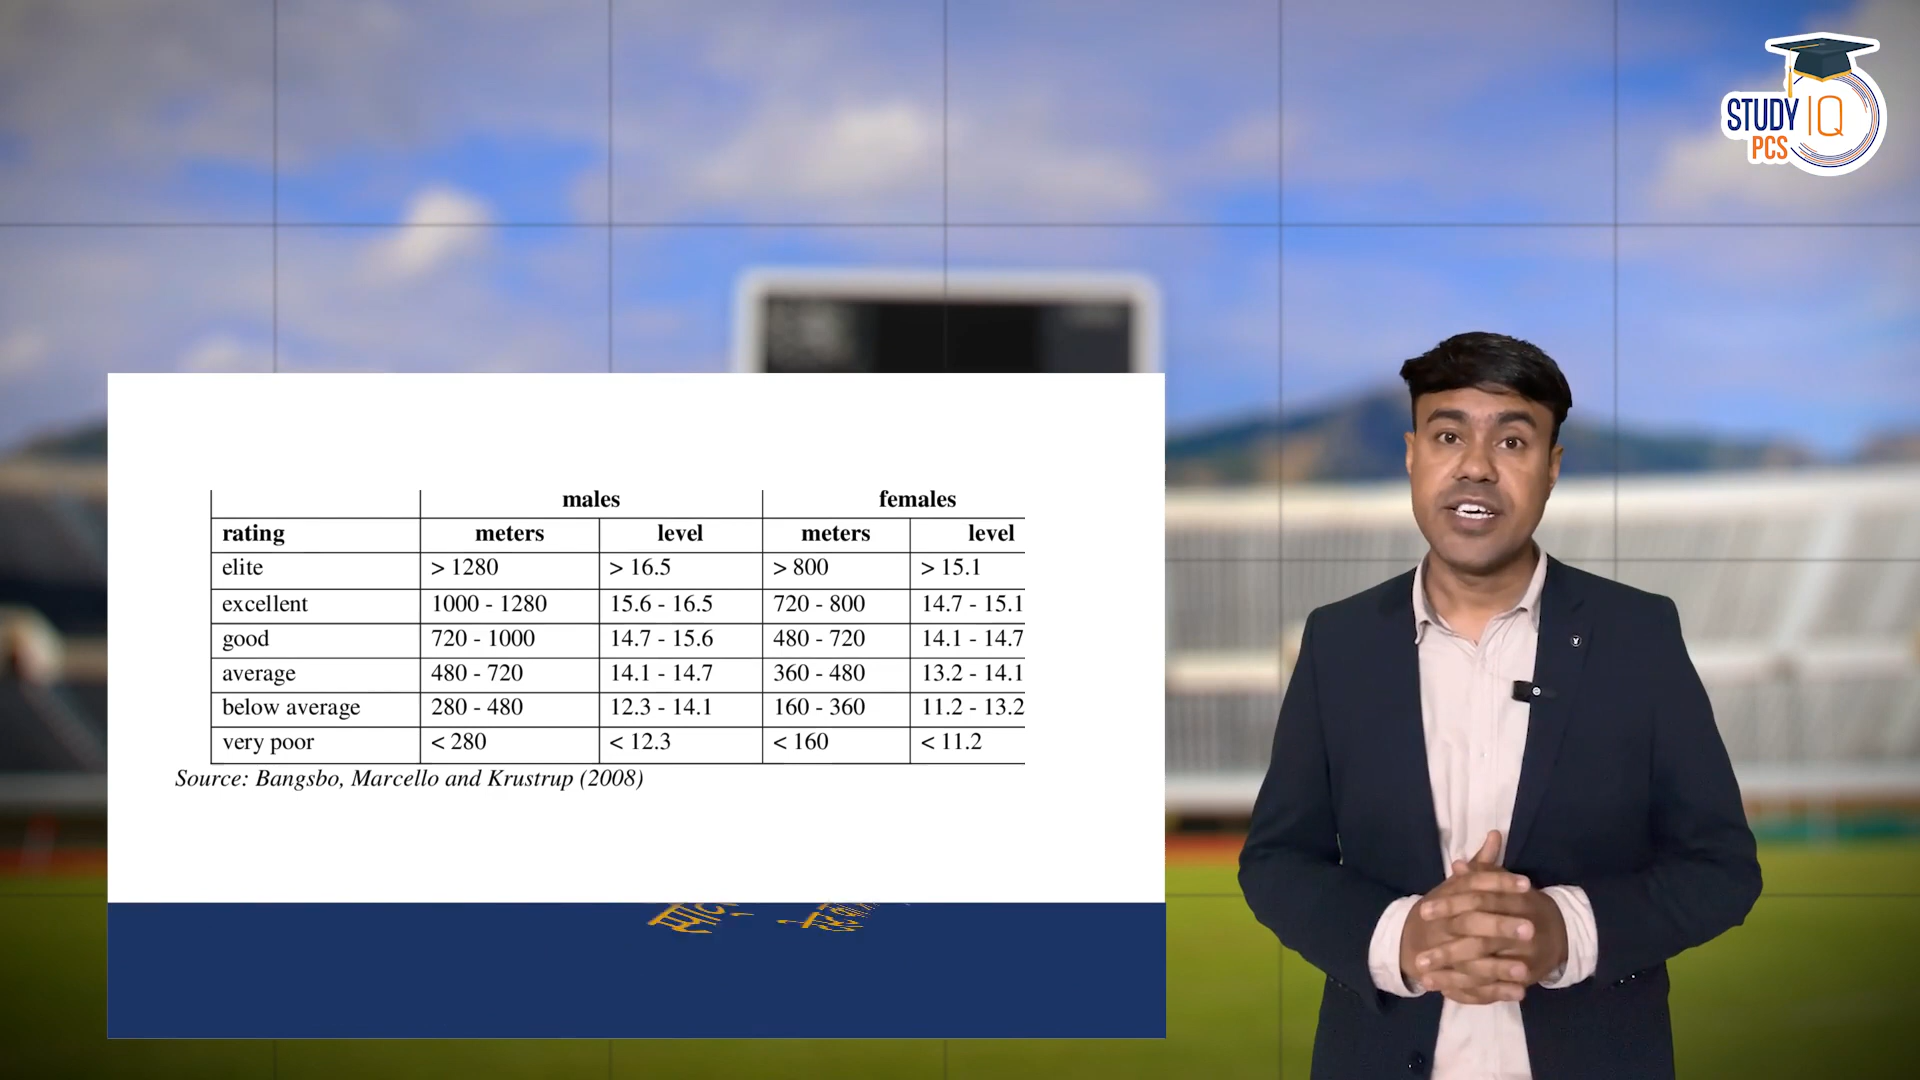 STUDY IQ
PCS
males females
rating meters level meters level
elite > 1280 > 16.5 > 800 > 15.1
excellent 1000 - 1280 15.6 - 16.5 720 - 800 14.7 - 15.1
good 720 - 1000 14.7 - 15.6 480 - 720 14.1 - 14.7
average 480 - 720 14.1 - 14.7 360 - 480 13.2 - 14.1
below average 280 - 480 12.3 - 14.1 160 - 360 11.2 - 13.2
very poor < 280 < 12.3 < 160 < 11.2
Source: Bangsbo, Marcello and Krustrup (2008)